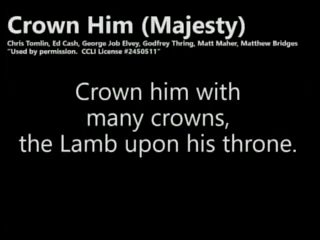 Crown Him (Majesty)
Chris Tomlin, Ed Cash, George Job Elvey, Godfrey Thring, Matt Maher, Matthew Bridges
"Used by permission. CCLI License #2450511"
Crown him with
many crowns,
the Lamb upon his throne.